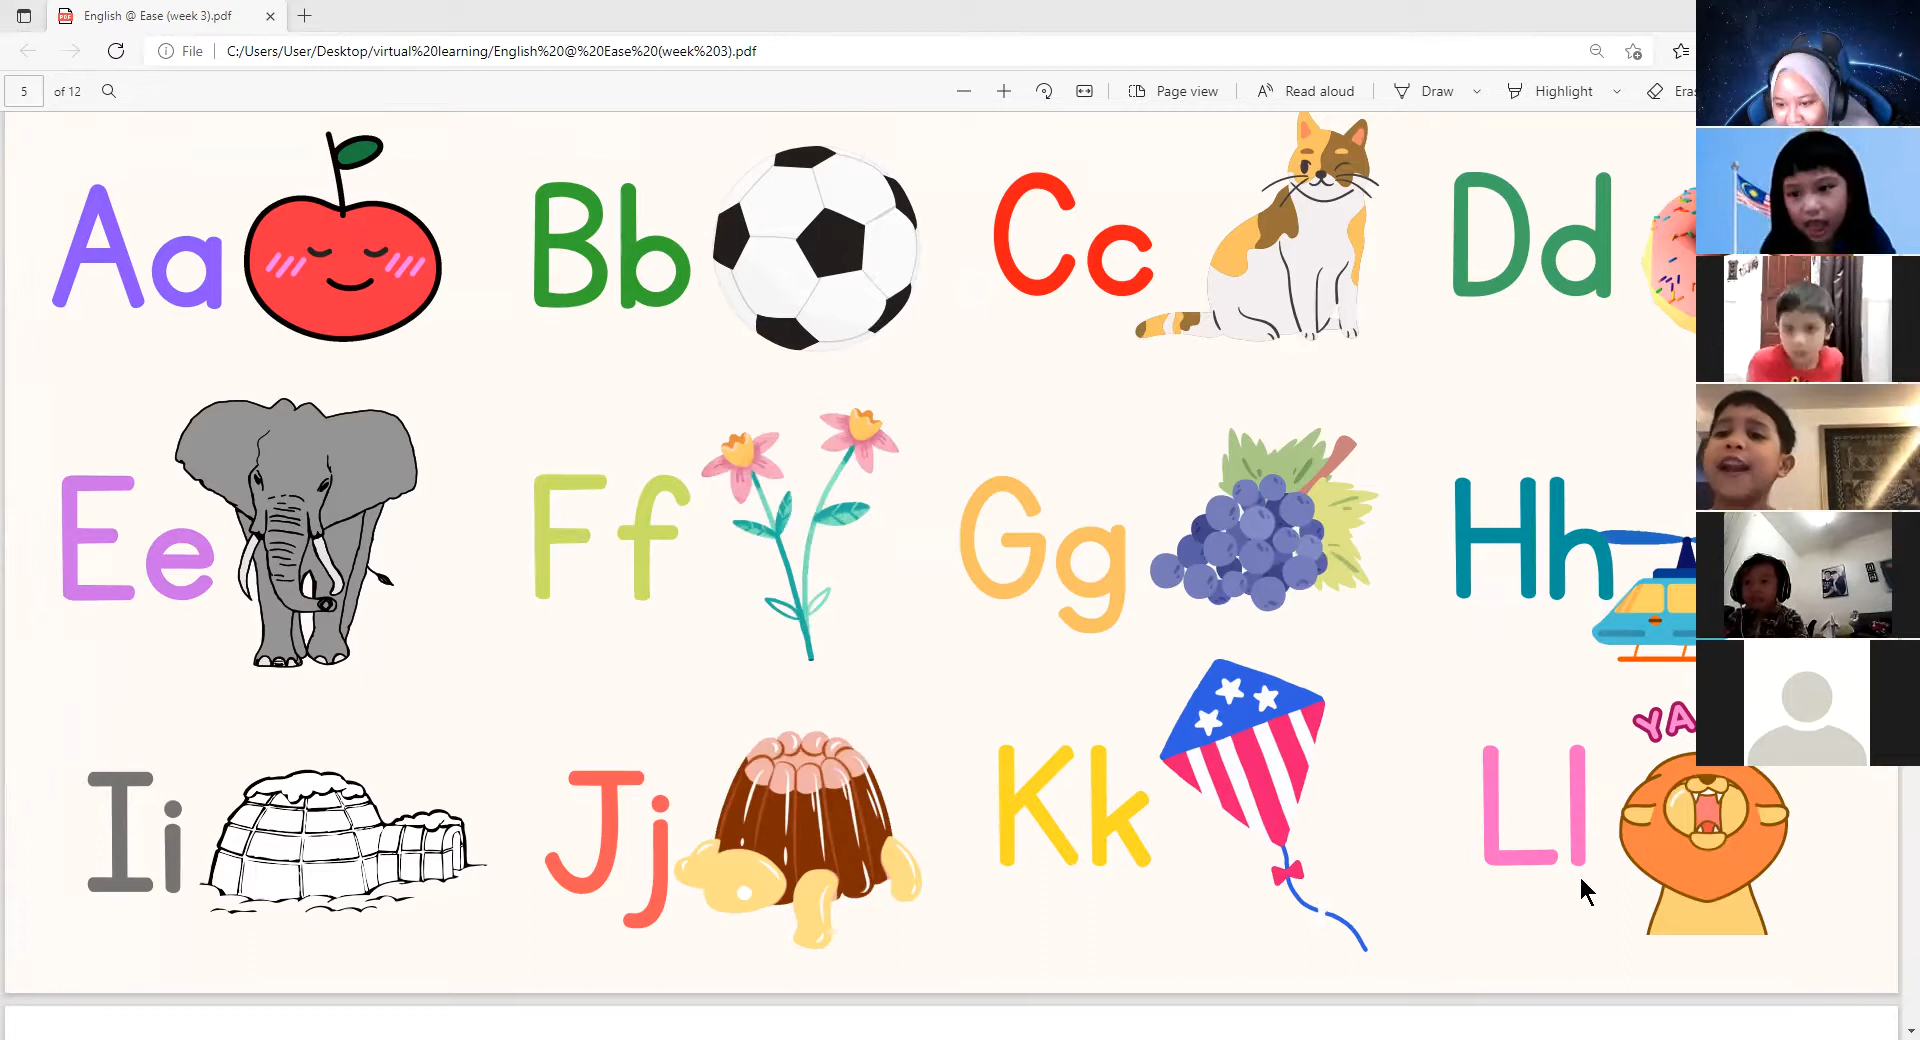 English @ Ease (week 3).pdf
File C:/Users/User/Desktop/virtual%20learning/English%20@%20Ease%20(week%203).pdf
5 of 12 Page view Read aloud Draw Highlight Eras
Aa Bb Cc Dd
Ee Ff Gg Hh
YA
Ii Jj Kk Ll